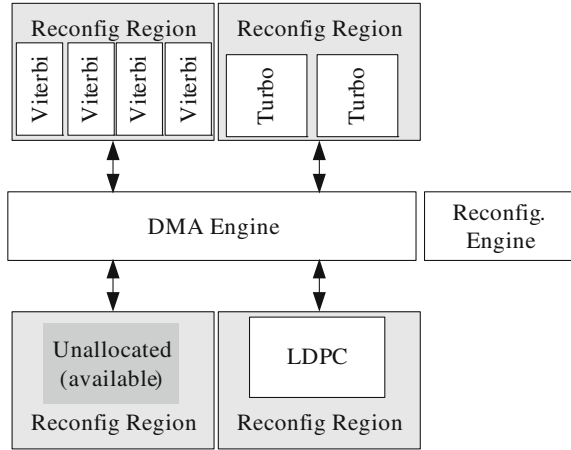 Reconfig Region
Reconfig Region
Viterbi
Viterbi
Viterbi
Viterbi
Turbo
Turbo
DMA Engine
Reconfig.
Engine
Unallocated
(available)
LDPC
Reconfig Region
Reconfig Region